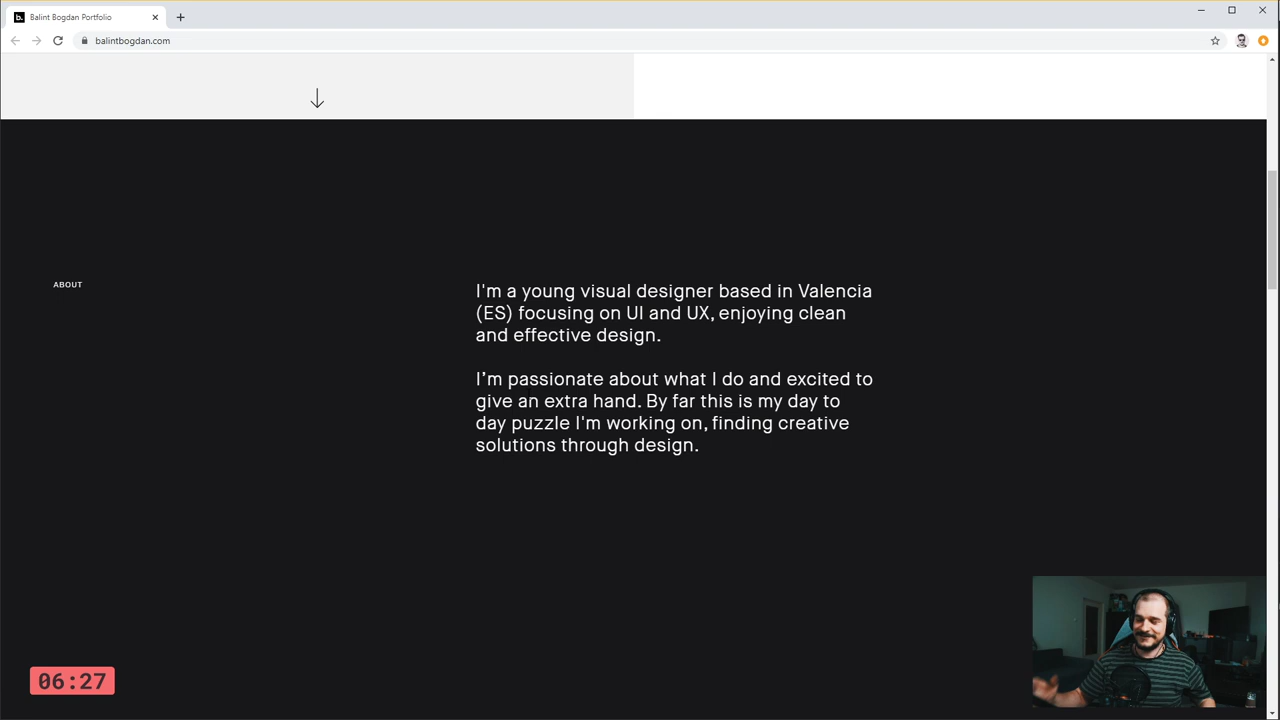 b. Balint Bogdan Portfolio
balintbogdan.com
ABOUT
I'm a young visual designer based in Valencia
(ES) focusing on UI and UX, enjoying clean
and effective design.
I’m passionate about what I do and excited to
give an extra hand. By far this is my day to
day puzzle I'm working on, finding creative
solutions through design.
06:27